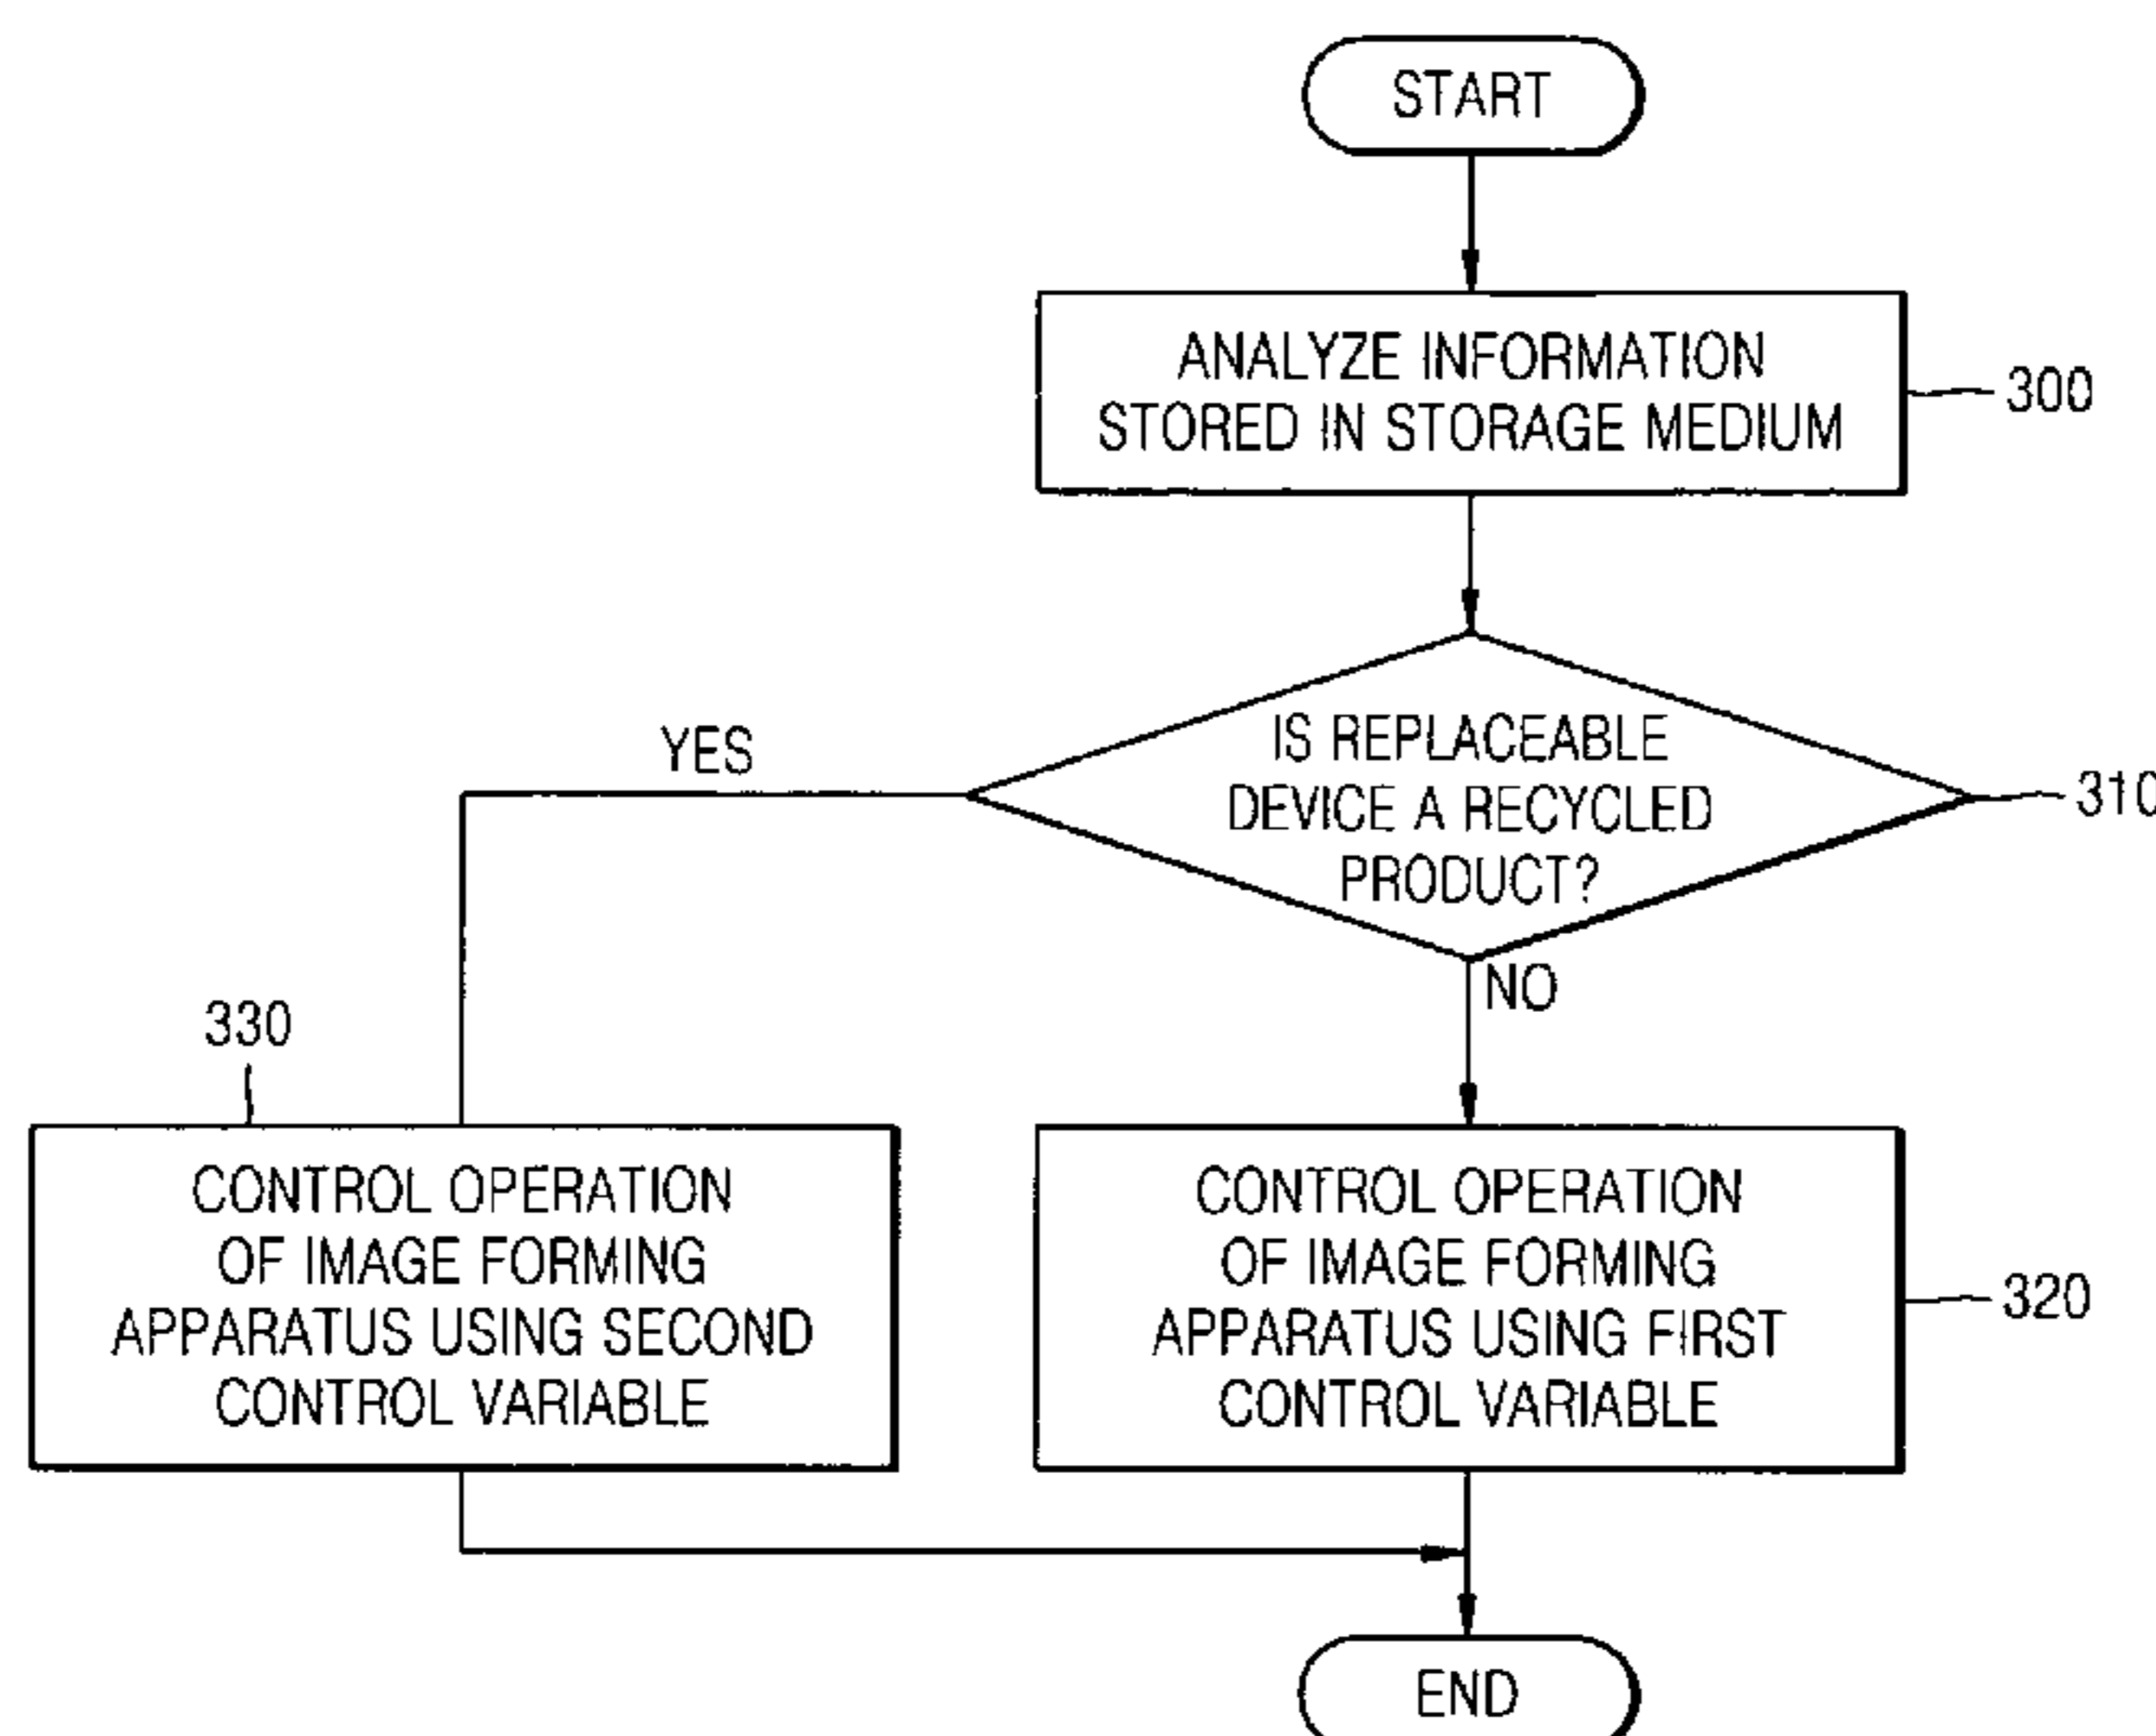 START
ANALYZE INFORMATION
STORED IN STORAGE MEDIUM
300
IS REPLACEABLE
DEVICE A RECYCLED
PRODUCT?
310
YES
NO
330
CONTROL OPERATION
OF IMAGE FORMING
APPARATUS USING SECOND
CONTROL VARIABLE
CONTROL OPERATION
OF IMAGE FORMING
APPARATUS USING FIRST
CONTROL VARIABLE
320
END